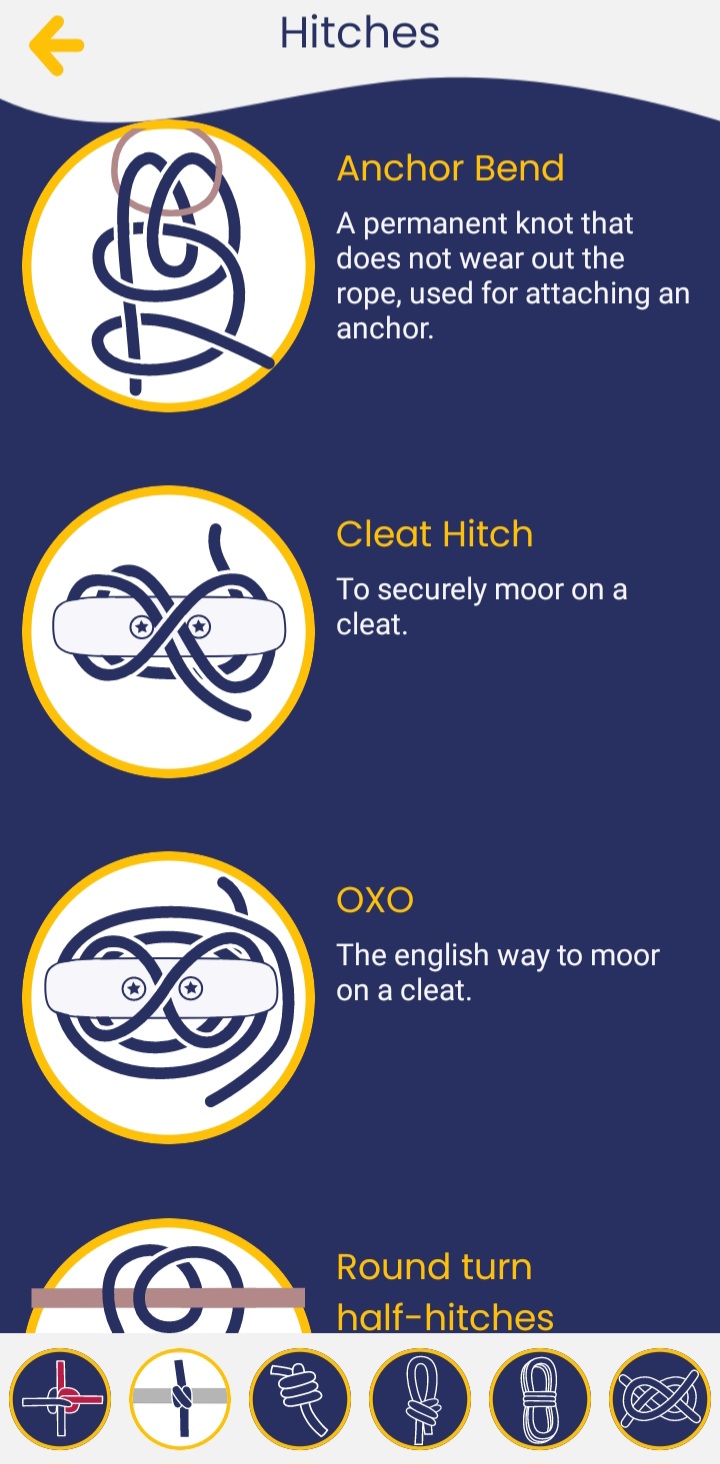 Hitches
Anchor Bend
A permanent knot that
does not wear out the
rope, used for attaching an
anchor.
Cleat Hitch
To securely moor on a
cleat.
OXO
The english way to moor
on a cleat.
Round turn
half-hitches